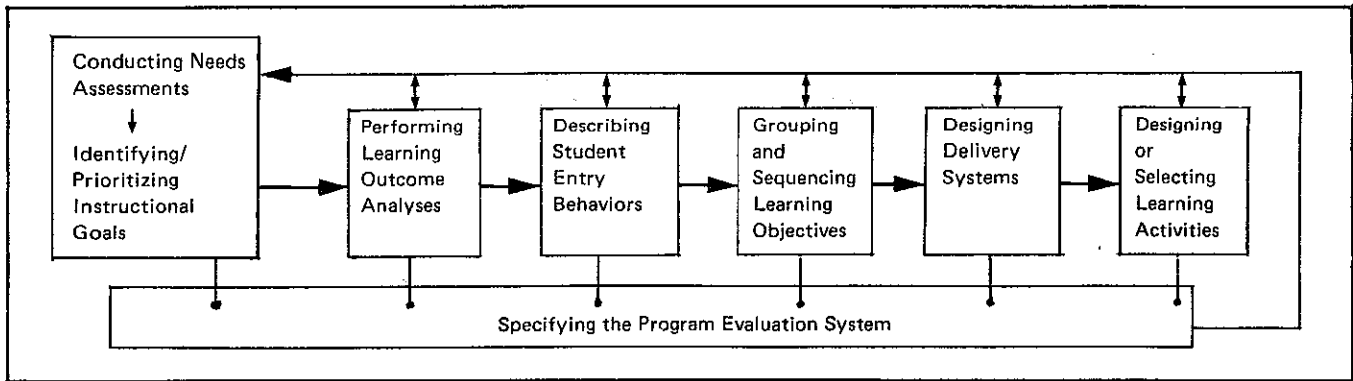 Conducting Needs
Assessments
Identifying/
Prioritizing
Instructional
Goals
Performing
Learning
Outcome
Analyses
Describing
Student
Entry
Behaviors
Grouping
and
Sequencing
Learning
Objectives
Designing
Delivery
Systems
Designing
or
Selecting
Learning
Activities
Specifying the Program Evaluation System